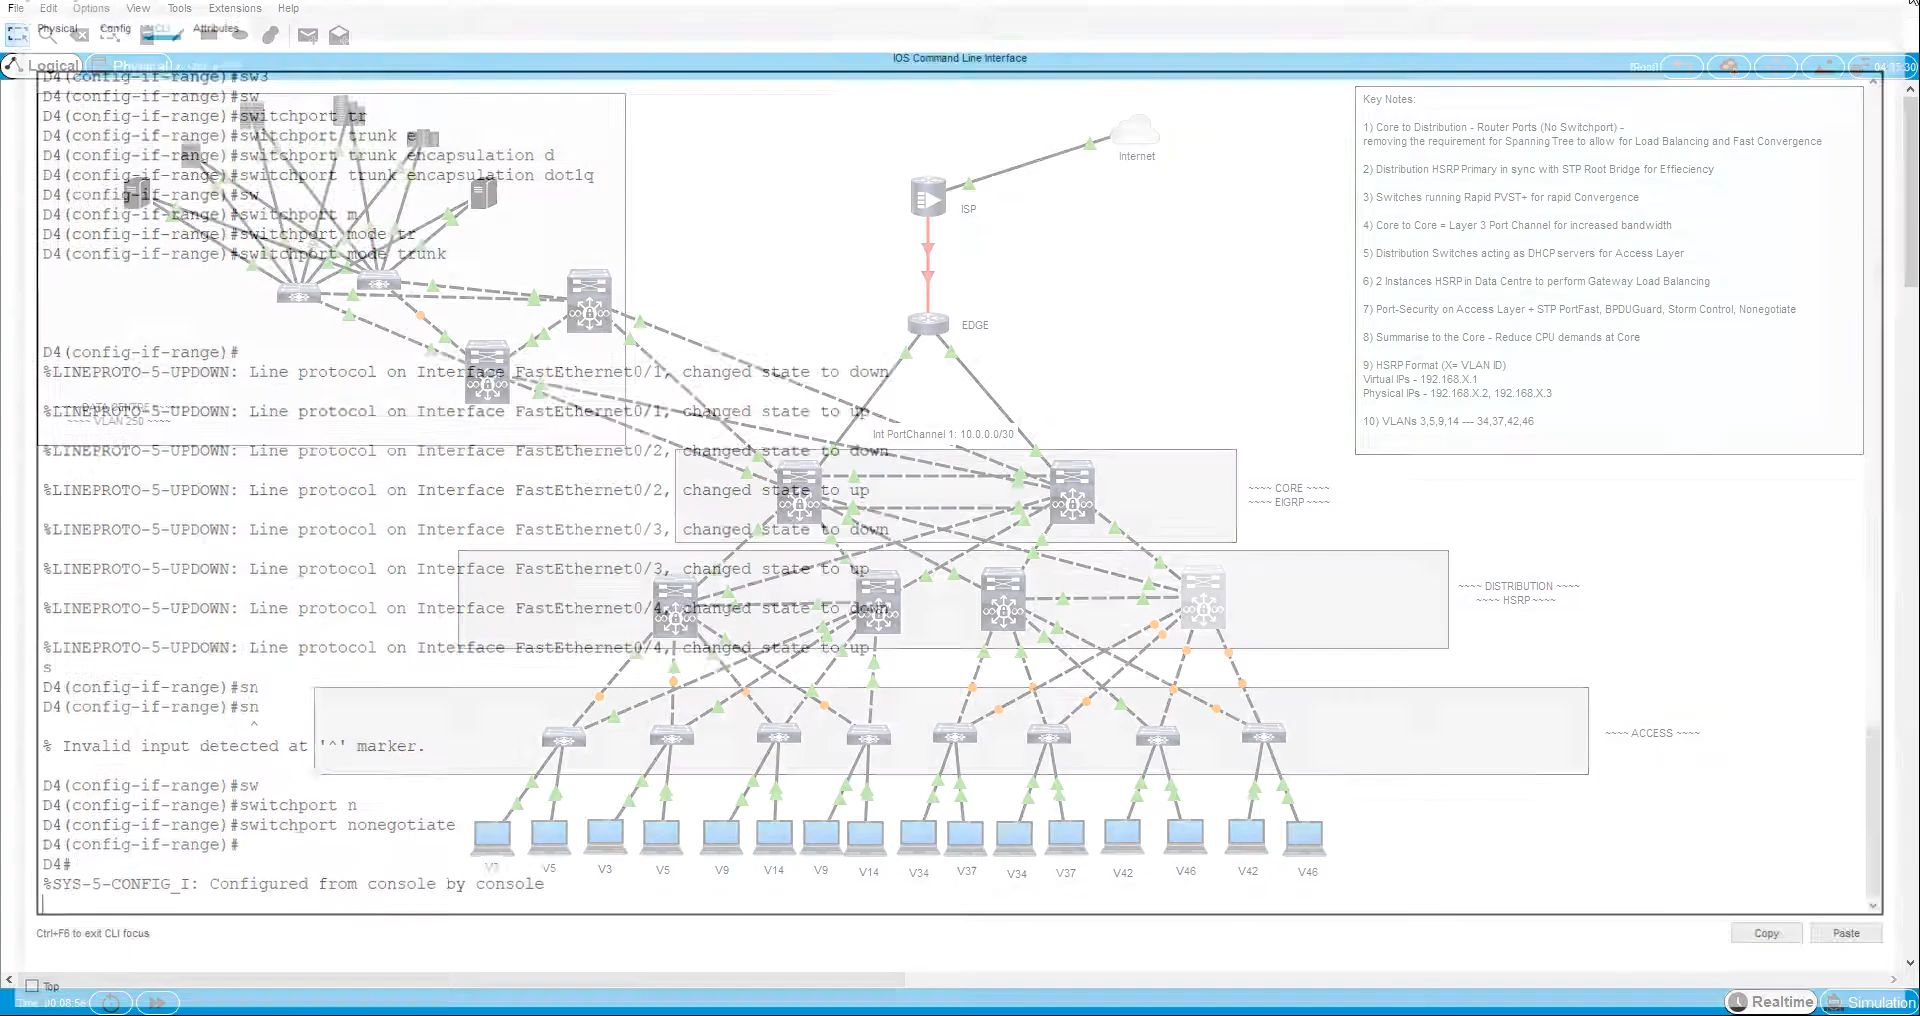 File Edit Options View Tools Extensions Help
Physical Config CLI Attributes
IOS Command Line Interface
Logical Physical
[Root] 04:35:30
D4(config-if-range)#sw3
D4(config-if-range)#sw
D4(config-if-range)#switchport tr
D4(config-if-range)#switchport trunk e
D4(config-if-range)#switchport trunk encapsulation d
D4(config-if-range)#switchport trunk encapsulation dot1q
D4(config-if-range)#sw
D4(config-if-range)#switchport m
D4(config-if-range)#switchport mode tr
D4(config-if-range)#switchport mode trunk
D4(config-if-range)#
%LINEPROTO-5-UPDOWN: Line protocol on Interface FastEthernet0/1, changed state to down
%LINEPROTO-5-UPDOWN: Line protocol on Interface FastEthernet0/1, changed state to up
%LINEPROTO-5-UPDOWN: Line protocol on Interface FastEthernet0/2, changed state to down
%LINEPROTO-5-UPDOWN: Line protocol on Interface FastEthernet0/2, changed state to up
%LINEPROTO-5-UPDOWN: Line protocol on Interface FastEthernet0/3, changed state to down
%LINEPROTO-5-UPDOWN: Line protocol on Interface FastEthernet0/3, changed state to up
%LINEPROTO-5-UPDOWN: Line protocol on Interface FastEthernet0/4, changed state to down
%LINEPROTO-5-UPDOWN: Line protocol on Interface FastEthernet0/4, changed state to up
s
D4(config-if-range)#sn
D4(config-if-range)#sn
^
% Invalid input detected at '^' marker.
D4(config-if-range)#sw
D4(config-if-range)#switchport n
D4(config-if-range)#switchport nonegotiate
D4(config-if-range)#
D4#
%SYS-5-CONFIG_I: Configured from console by console
Internet
ISP
EDGE
DATA CENTRE
~~~~ VLAN 250 ~~~~
Int PortChannel 1: 10.0.0.0/30
~~~~ CORE ~~~~
~~~~ EIGRP ~~~~
~~~~ DISTRIBUTION ~~~~
~~~~ HSRP ~~~~
~~~~ ACCESS ~~~~
V3 V5 V3 V5 V9 V14 V9 V14 V34 V37 V34 V37 V42 V46 V42 V46
Key Notes:
1) Core to Distribution - Router Ports (No Switchport) -
removing the requirement for Spanning Tree to allow for Load Balancing and Fast Convergence
2) Distribution HSRP Primary in sync with STP Root Bridge for Effieciency
3) Switches running Rapid PVST+ for rapid Convergence
4) Core to Core = Layer 3 Port Channel for increased bandwidth
5) Distribution Switches acting as DHCP servers for Access Layer
6) 2 Instances HSRP in Data Centre to perform Gateway Load Balancing
7) Port-Security on Access Layer + STP PortFast, BPDUGuard, Storm Control, Nonegotiate
8) Summarise to the Core - Reduce CPU demands at Core
9) HSRP Format (X= VLAN ID)
Virtual IPs - 192.168.X.1
Physical IPs - 192.168.X.2, 192.168.X.3
10) VLANs 3,5,9,14 ---- 34,37,42,46
Ctrl+F6 to exit CLI focus
Copy Paste
Top
Time: 00:08:56
Realtime Simulation